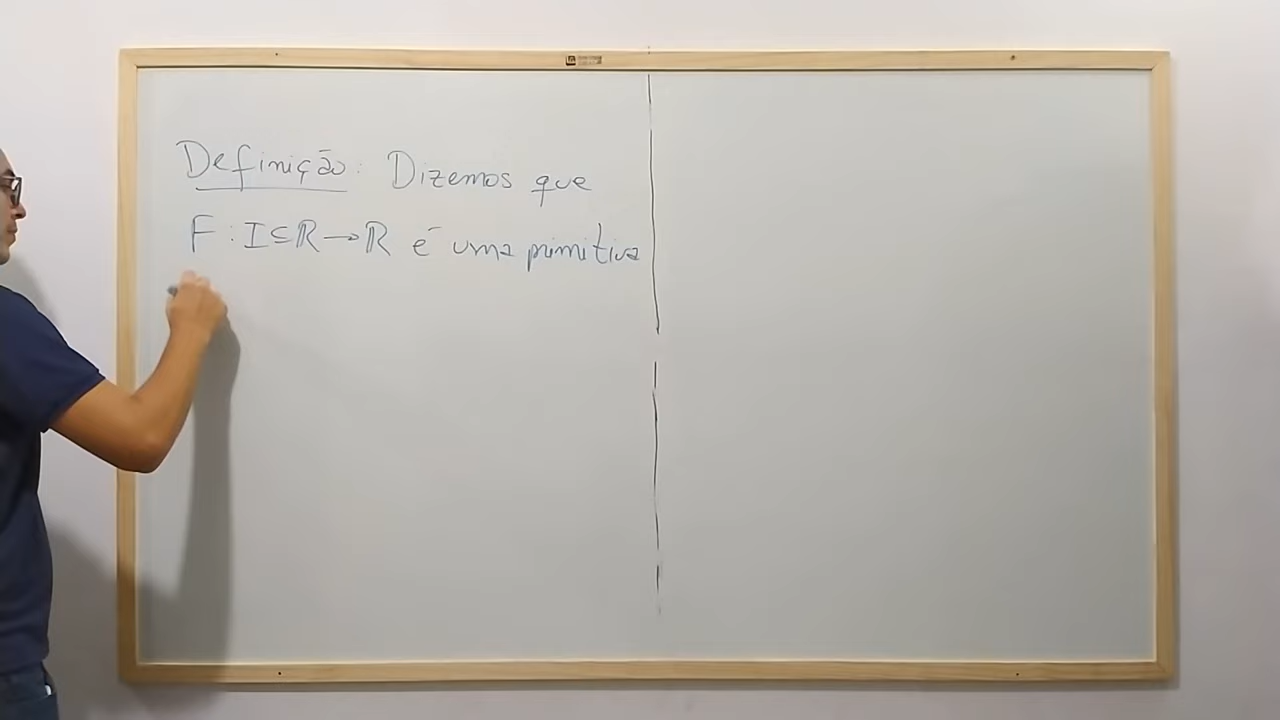 Definição: Dizemos que
F: I ⊆ ℝ → ℝ é uma primitiva